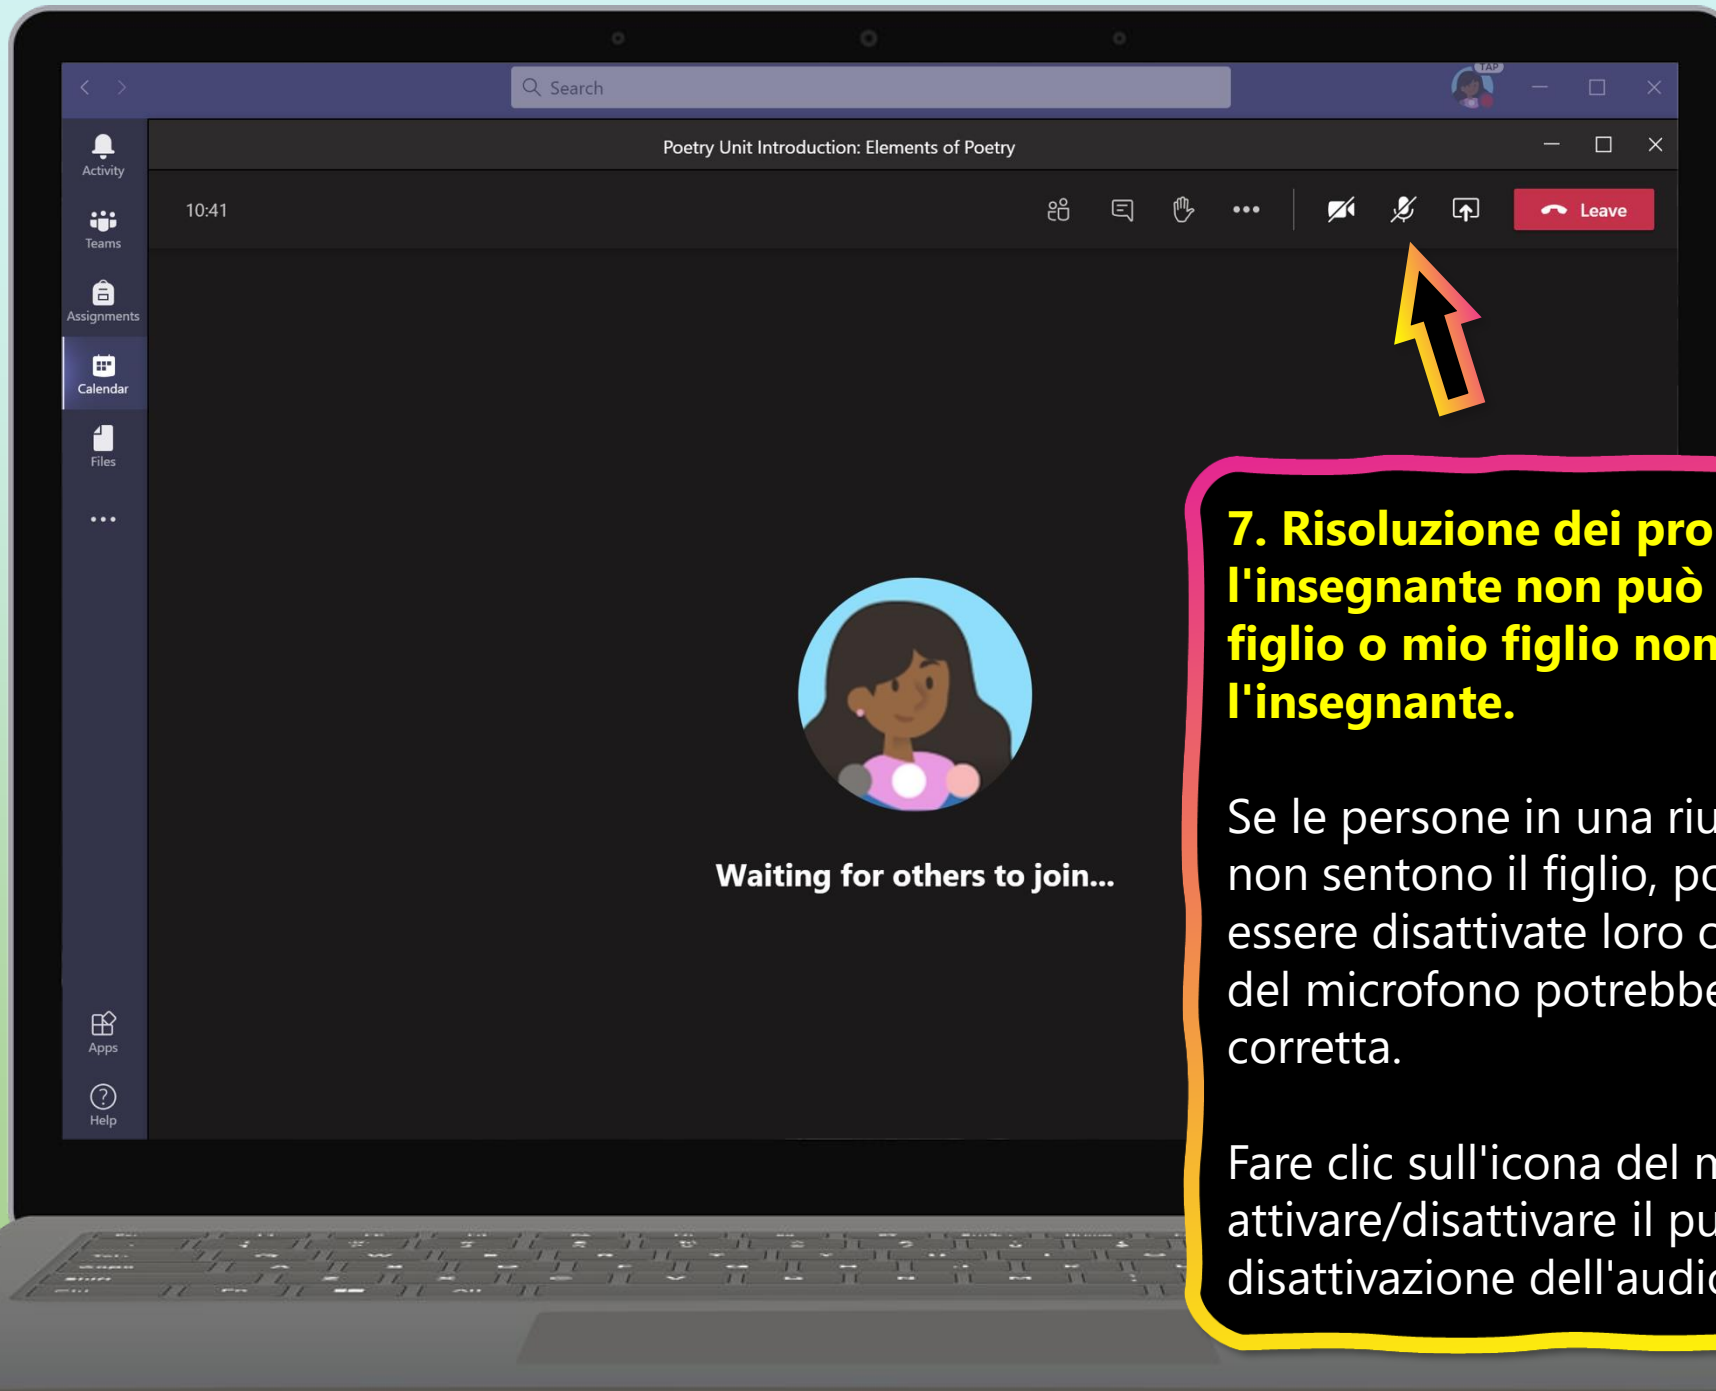 Search
TAP
Poetry Unit Introduction: Elements of Poetry
Activity
10:41
Leave
Teams
Assignments
Calendar
Files
7. Risoluzione dei pro
l'insegnante non può
figlio o mio figlio non
l'insegnante.
Se le persone in una riu
non sentono il figlio, po
essere disattivate loro o
del microfono potrebbe
corretta.
Waiting for others to join...
Apps
Help
Fare clic sull'icona del m
attivare/disattivare il pu
disattivazione dell'audio